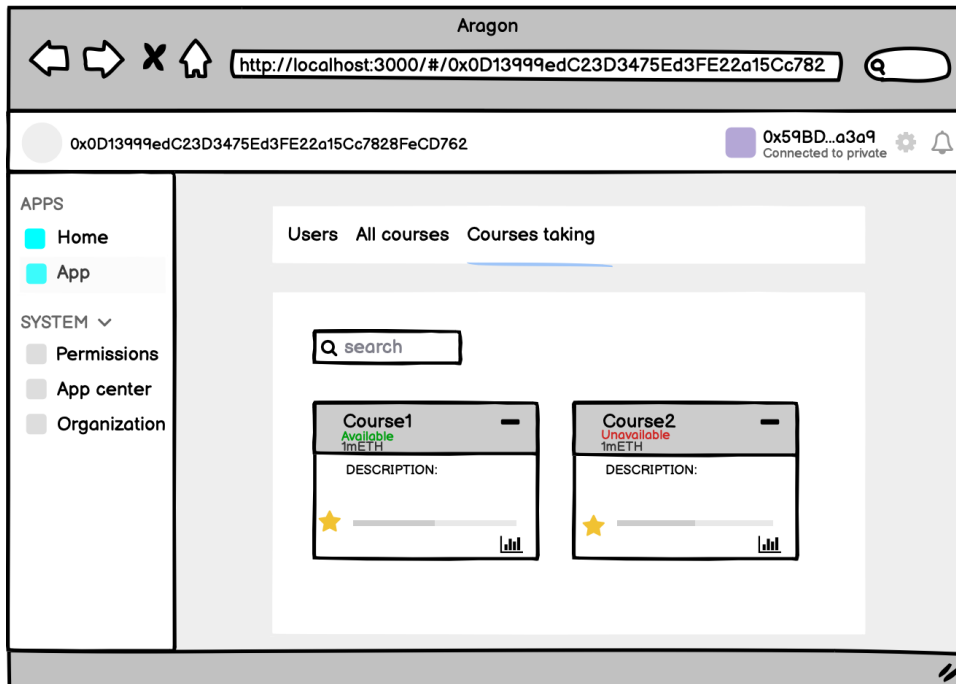 Aragon
http://localhost:3000/#/0x0D13999edC23D3475Ed3FE22a15Cc782
0x0D13999edC23D3475Ed3FE22a15Cc7828FeCD762
0x59BD...a3a9
Connected to private
APPS
Home
App
SYSTEM
Permissions
App center
Organization
Users All courses Courses taking
search
Course1
Available
1mETH
DESCRIPTION:
Course2
Unavailable
1mETH
DESCRIPTION: